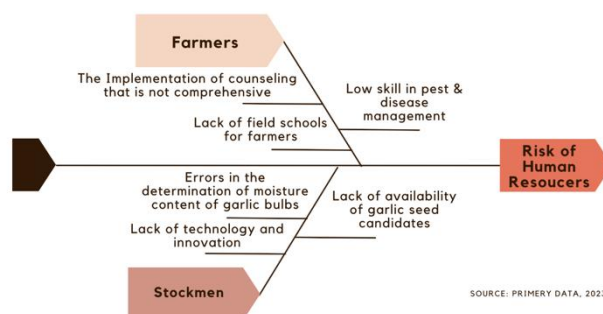 Farmers
The Implementation of counseling
that is not comprehensive
Low skill in pest &
disease
management
Lack of field schools
for farmers
Risk of
Human
Resoucers
Errors in the
determination of moisture
content of garlic bulbs
Lack of availability
of garlic seed
candidates
Lack of technology and
innovation
Stockmen
SOURCE: PRIMERY DATA,